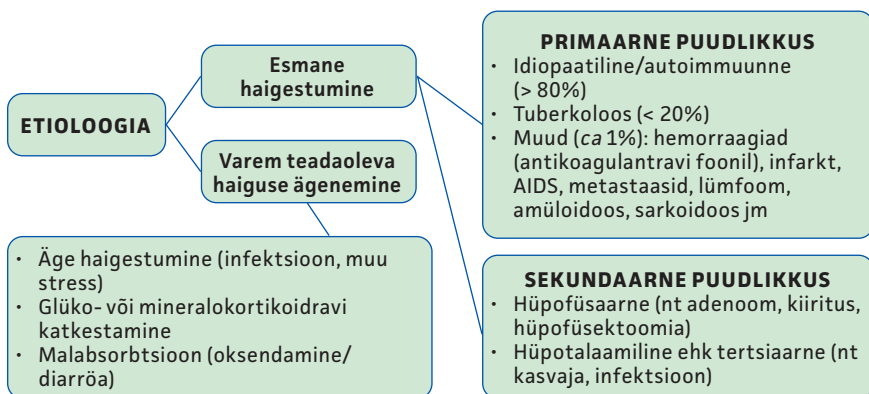 ETIOLOOGIA
Esmane
haigestumine
Varem teadaoleva
haiguse ägenemine
• Äge haigestumine (infektsioon, muu
stress)
• Glüko- või mineralokortikoidravi
katkestamine
• Malabsorbtsioon (oksendamine/
diarröa)
PRIMAARNE PUUDLIKKUS
• Idiopaatiline/autoimmuunne
(> 80%)
• Tuberkoloos (< 20%)
• Muud (ca 1%): hemorraagiad
(antikoagulantravi foonil), infarkt,
AIDS, metastaasid, lümfoom,
amüloidoos, sarkoidoos jm
SEKUNDAARNE PUUDLIKKUS
• Hüpofüsaarne (nt adenoom, kiiritus,
hüpofüsektoomia)
• Hüpotalaamiline ehk tertsiaarne (nt
kasvaja, infektsioon)